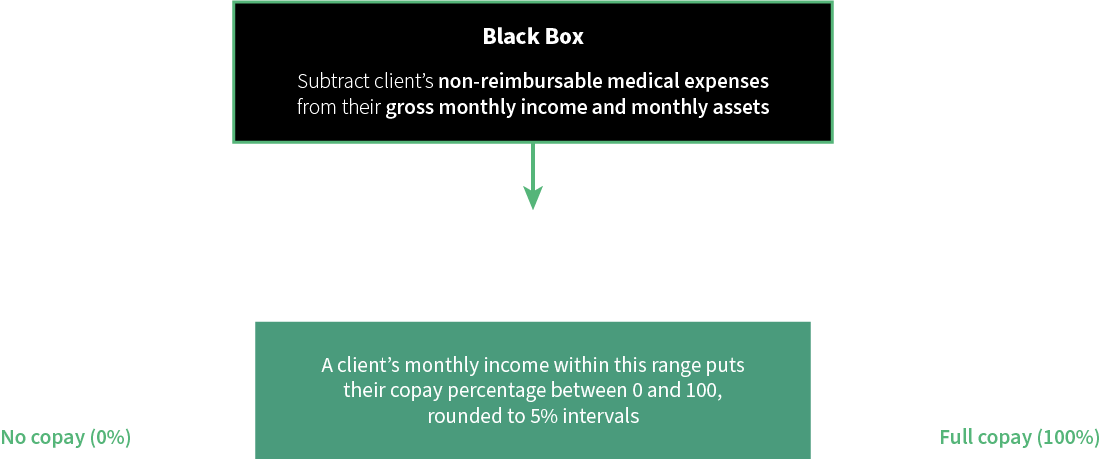 Black Box
Subtract client’s non-reimbursable medical expenses
from their gross monthly income and monthly assets
A client’s monthly income within this range puts
their copay percentage between 0 and 100,
rounded to 5% intervals
No copay (0%)
Full copay (100%)